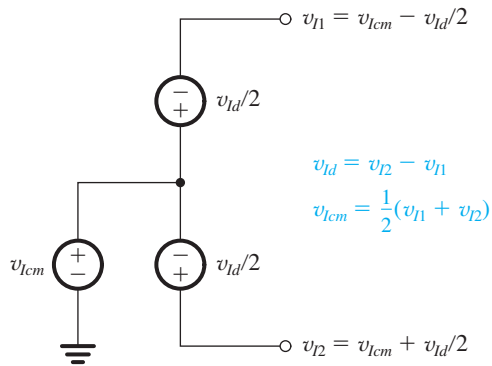 v_I1 = v_Icm − v_Id/2
−
+
v_Id/2
v_Id = v_I2 − v_I1
v_Icm = 1/2(v_I1 + v_I2)
v_Icm
+
−
−
+
v_Id/2
v_I2 = v_Icm + v_Id/2